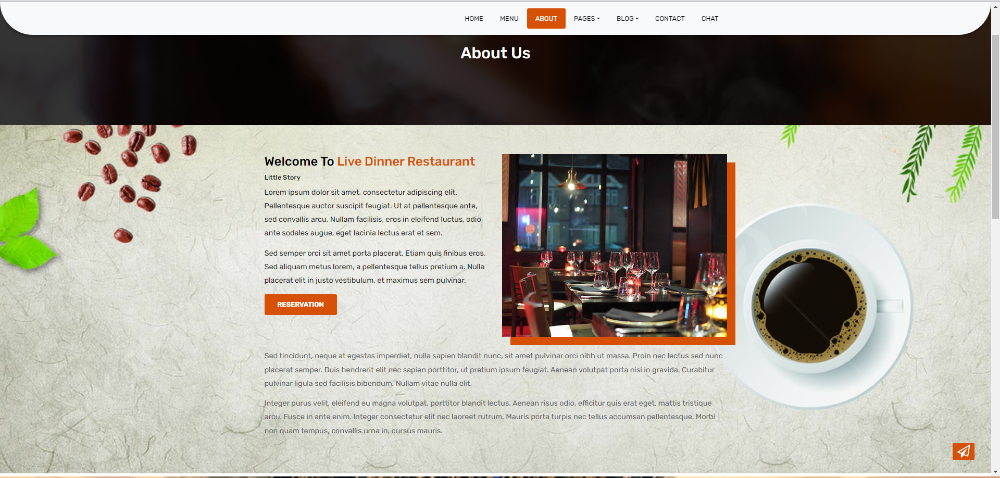 HOME MENU ABOUT PAGES BLOG CONTACT CHAT
About Us
Welcome To Live Dinner Restaurant
Little Story
Lorem ipsum dolor sit amet, consectetur adipiscing elit.
Pellentesque auctor suscipit feugiat. Ut at pellentesque ante,
sed convallis arcu. Nullam facilisis, eros in eleifend luctus, odio
ante sodales augue, eget lacinia lectus erat et sem.
Sed semper orci sit amet porta placerat. Etiam quis finibus eros.
Sed aliquam metus lorem, a pellentesque tellus pretium a. Nulla
placerat elit in justo vestibulum, et maximus sem pulvinar.
RESERVATION
Sed tincidunt, neque at egestas imperdiet, nulla sapien blandit nunc, sit amet pulvinar orci nibh ut massa. Proin nec lectus sed nunc
placerat semper. Duis hendrerit elit nec sapien porttitor, ut pretium ipsum feugiat. Aenean volutpat porta nisi in gravida. Curabitur
pulvinar ligula sed facilisis bibendum. Nullam vitae nulla elit.
Integer purus velit, eleifend eu magna volutpat, porttitor blandit lectus. Aenean risus odio, efficitur quis erat eget, mattis tristique
arcu. Fusce in ante enim. Integer consectetur elit nec laoreet rutrum. Mauris porta turpis nec tellus accumsan pellentesque. Morbi
non quam tempus, convallis urna in, cursus mauris.